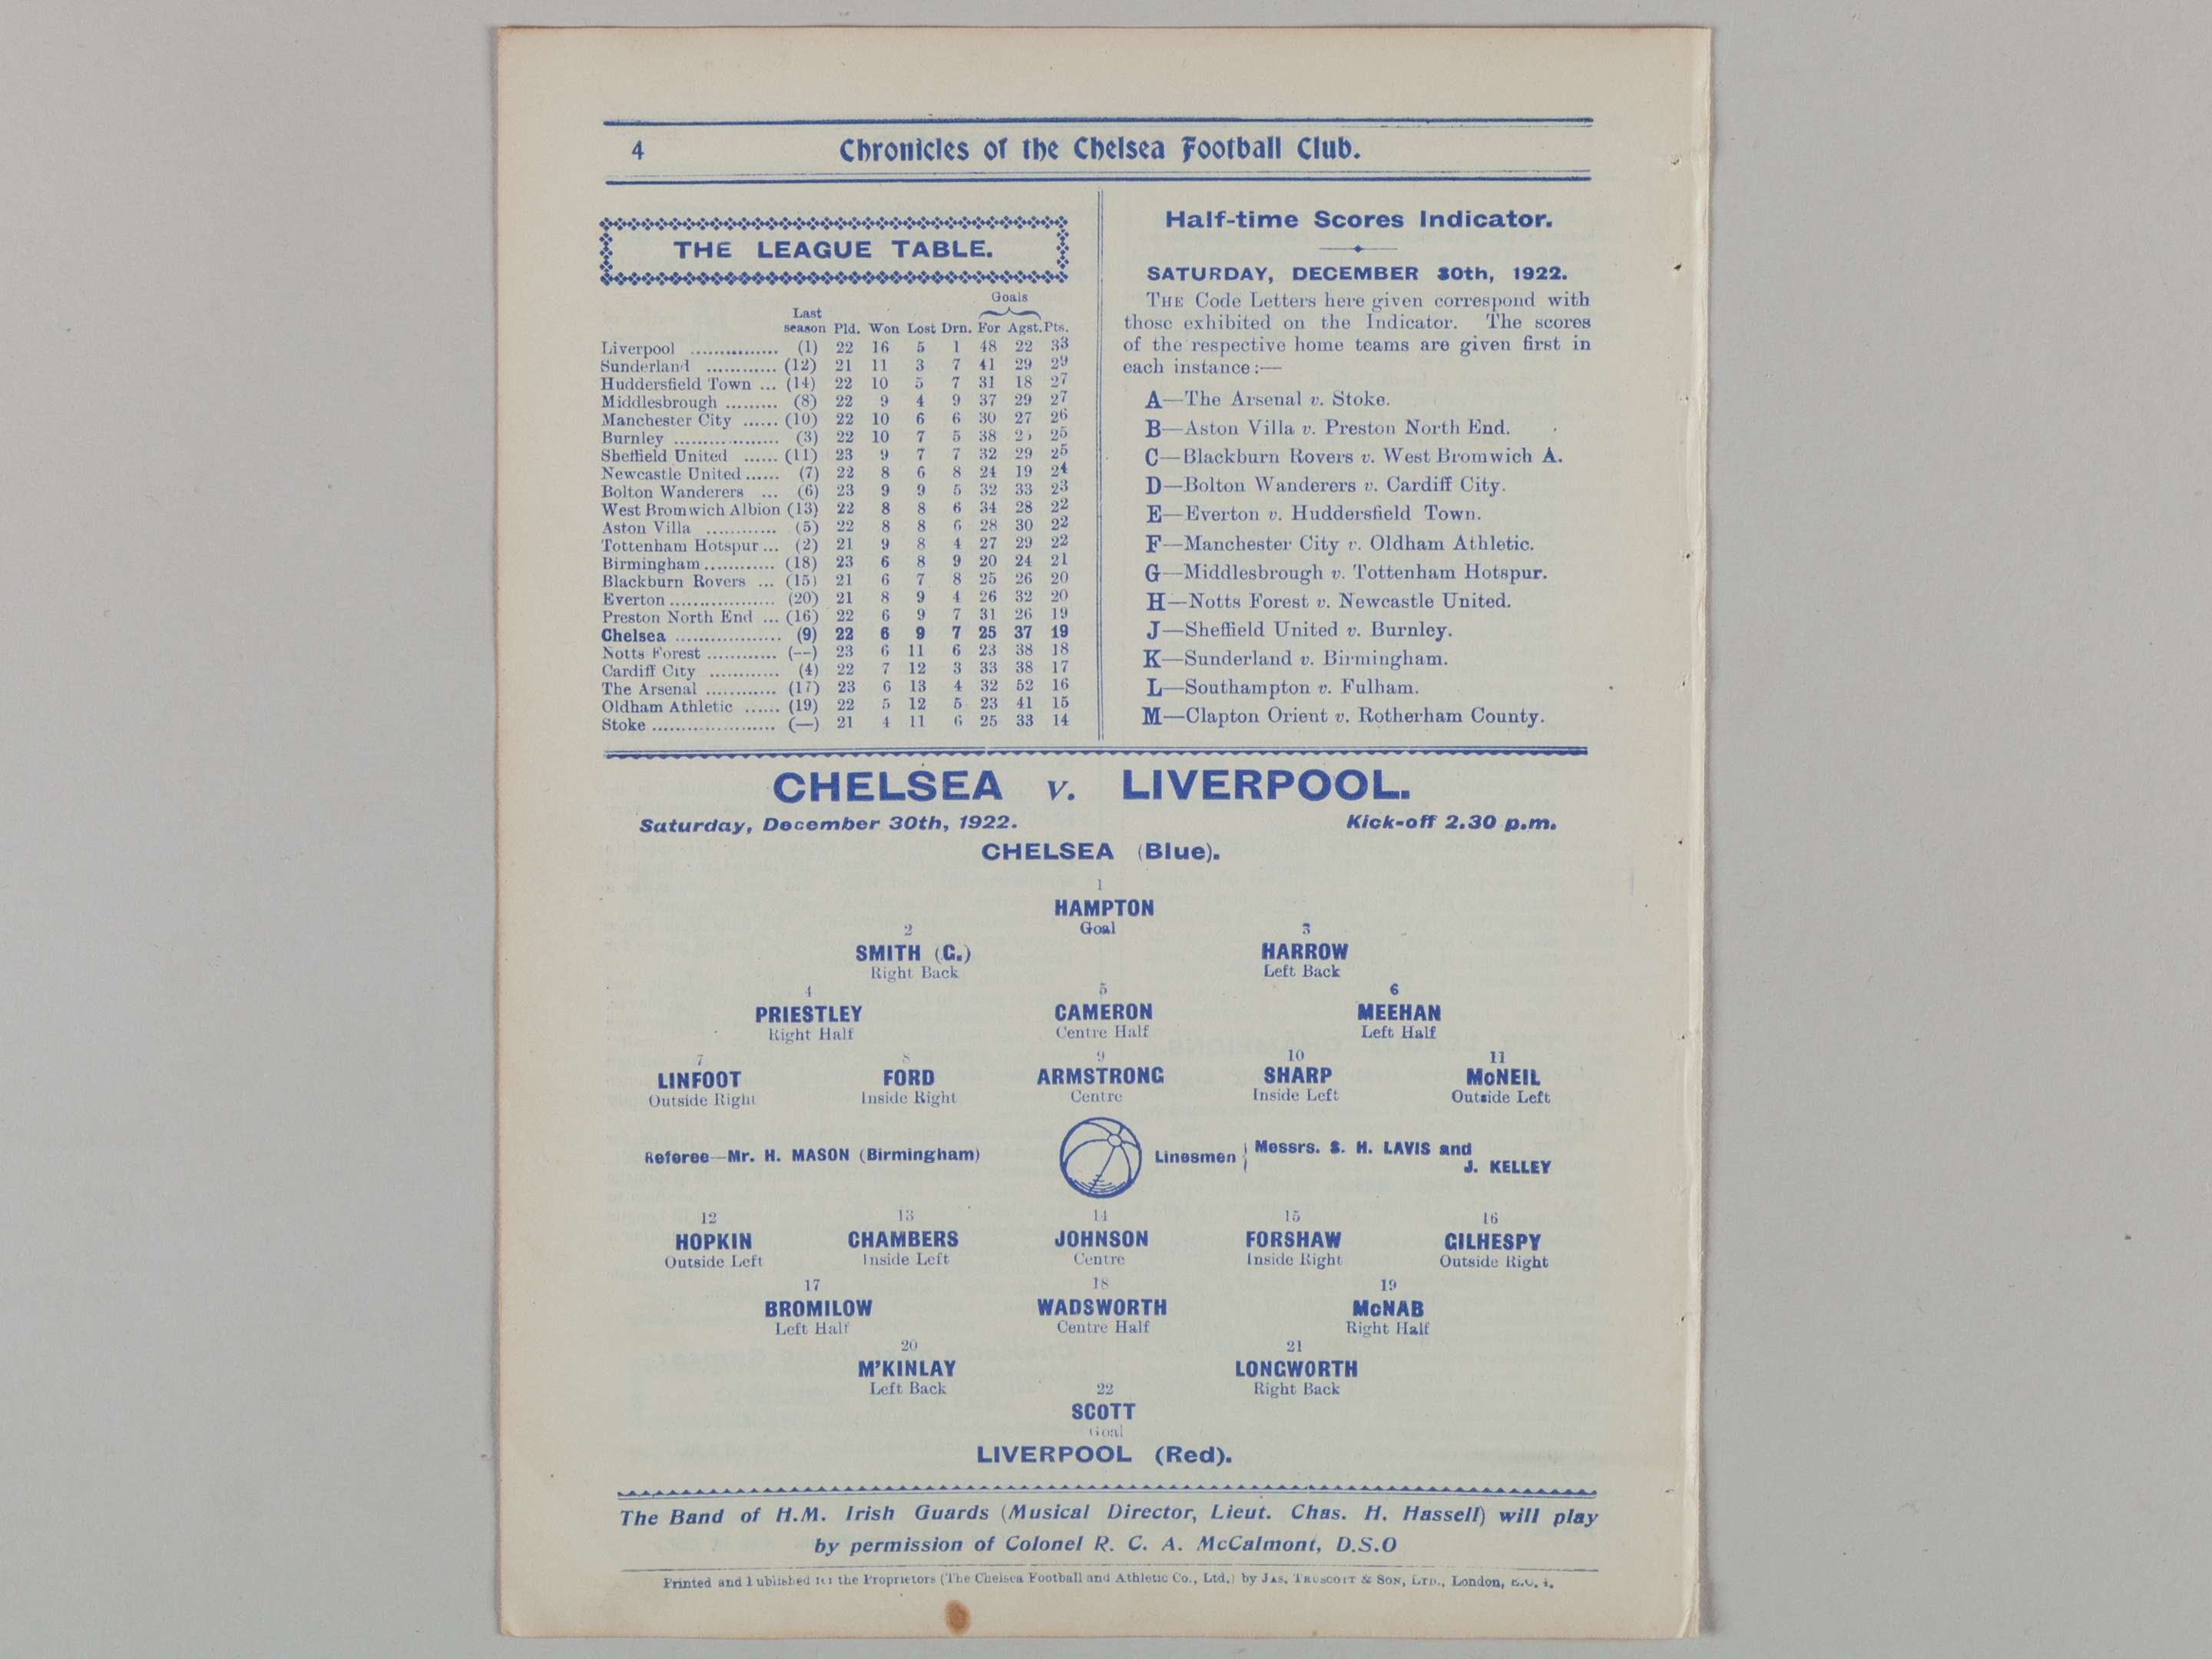 4 Chronicles of the Chelsea Football Club.
THE LEAGUE TABLE.
Goals
Last
season Pld. Won Lost Drn. For Agst. Pts.
Liverpool ............... (1) 22 16 5 1 48 22 33
Sunderland ............ (12) 21 11 3 7 41 29 29
Huddersfield Town ... (14) 22 10 5 7 31 18 27
Middlesbrough ......... (8) 22 9 4 9 37 29 27
Manchester City ...... (10) 22 10 6 6 30 27 26
Burnley .................. (3) 22 10 7 5 38 25
Sheffield United ...... (11) 23 9 7 7 32 29 25
Newcastle United ...... (7) 22 8 6 8 24 19 24
Bolton Wanderers ... (6) 23 9 9 5 32 33 23
West Bromwich Albion (13) 22 8 8 6 34 28 22
Aston Villa ............ (5) 22 8 8 6 28 30 22
Tottenham Hotspur ... (2) 21 9 8 4 27 29 22
Birmingham ............ (18) 23 6 8 9 20 24 21
Blackburn Rovers ... (15) 21 6 7 8 25 26 20
Everton .................. (20) 21 8 9 4 26 32 20
Preston North End ... (16) 22 6 9 7 31 26 19
Chelsea .................. (9) 22 6 9 7 25 37 19
Notts Forest ............ (—) 23 6 11 6 23 38 18
Cardiff City ............ (4) 22 7 12 3 33 38 17
The Arsenal ............ (17) 23 6 13 4 32 52 16
Oldham Athletic ...... (19) 22 5 12 5 23 41 15
Stoke ..................... (—) 21 4 11 6 25 33 14
Half-time Scores Indicator.
SATURDAY, DECEMBER 30th, 1922.
THE Code Letters here given correspond with
those exhibited on the Indicator. The scores
of the respective home teams are given first in
each instance :—
A—The Arsenal v. Stoke.
B—Aston Villa v. Preston North End.
C—Blackburn Rovers v. West Bromwich A.
D—Bolton Wanderers v. Cardiff City.
E—Everton v. Huddersfield Town.
F—Manchester City v. Oldham Athletic.
G—Middlesbrough v. Tottenham Hotspur.
H—Notts Forest v. Newcastle United.
J—Sheffield United v. Burnley.
K—Sunderland v. Birmingham.
L—Southampton v. Fulham.
M—Clapton Orient v. Rotherham County.
CHELSEA v. LIVERPOOL.
Saturday, December 30th, 1922. Kick-off 2.30 p.m.
CHELSEA (Blue).
1
HAMPTON
Goal
2 3
SMITH (G.) HARROW
Right Back Left Back
4 5 6
PRIESTLEY CAMERON MEEHAN
Right Half Centre Half Left Half
7 8 9 10 11
LINFOOT FORD ARMSTRONG SHARP McNEIL
Outside Right Inside Right Centre Inside Left Outside Left
Referee—Mr. H. MASON (Birmingham) Linesmen Messrs. S. H. LAVIS and
J. KELLEY
12 13 14 15 16
HOPKIN CHAMBERS JOHNSON FORSHAW GILHESPY
Outside Left Inside Left Centre Inside Right Outside Right
17 18 19
BROMILOW WADSWORTH McNAB
Left Half Centre Half Right Half
20 21
M'KINLAY LONGWORTH
Left Back Right Back
22
SCOTT
Goal
LIVERPOOL (Red).
The Band of H.M. Irish Guards (Musical Director, Lieut. Chas. H. Hassell) will play
by permission of Colonel R. C. A. McCalmont, D.S.O
Printed and Published for the Proprietors (The Chelsea Football and Athletic Co., Ltd.) by JAS. TRUSCOTT & SON, LTD., London, E.C. 4.